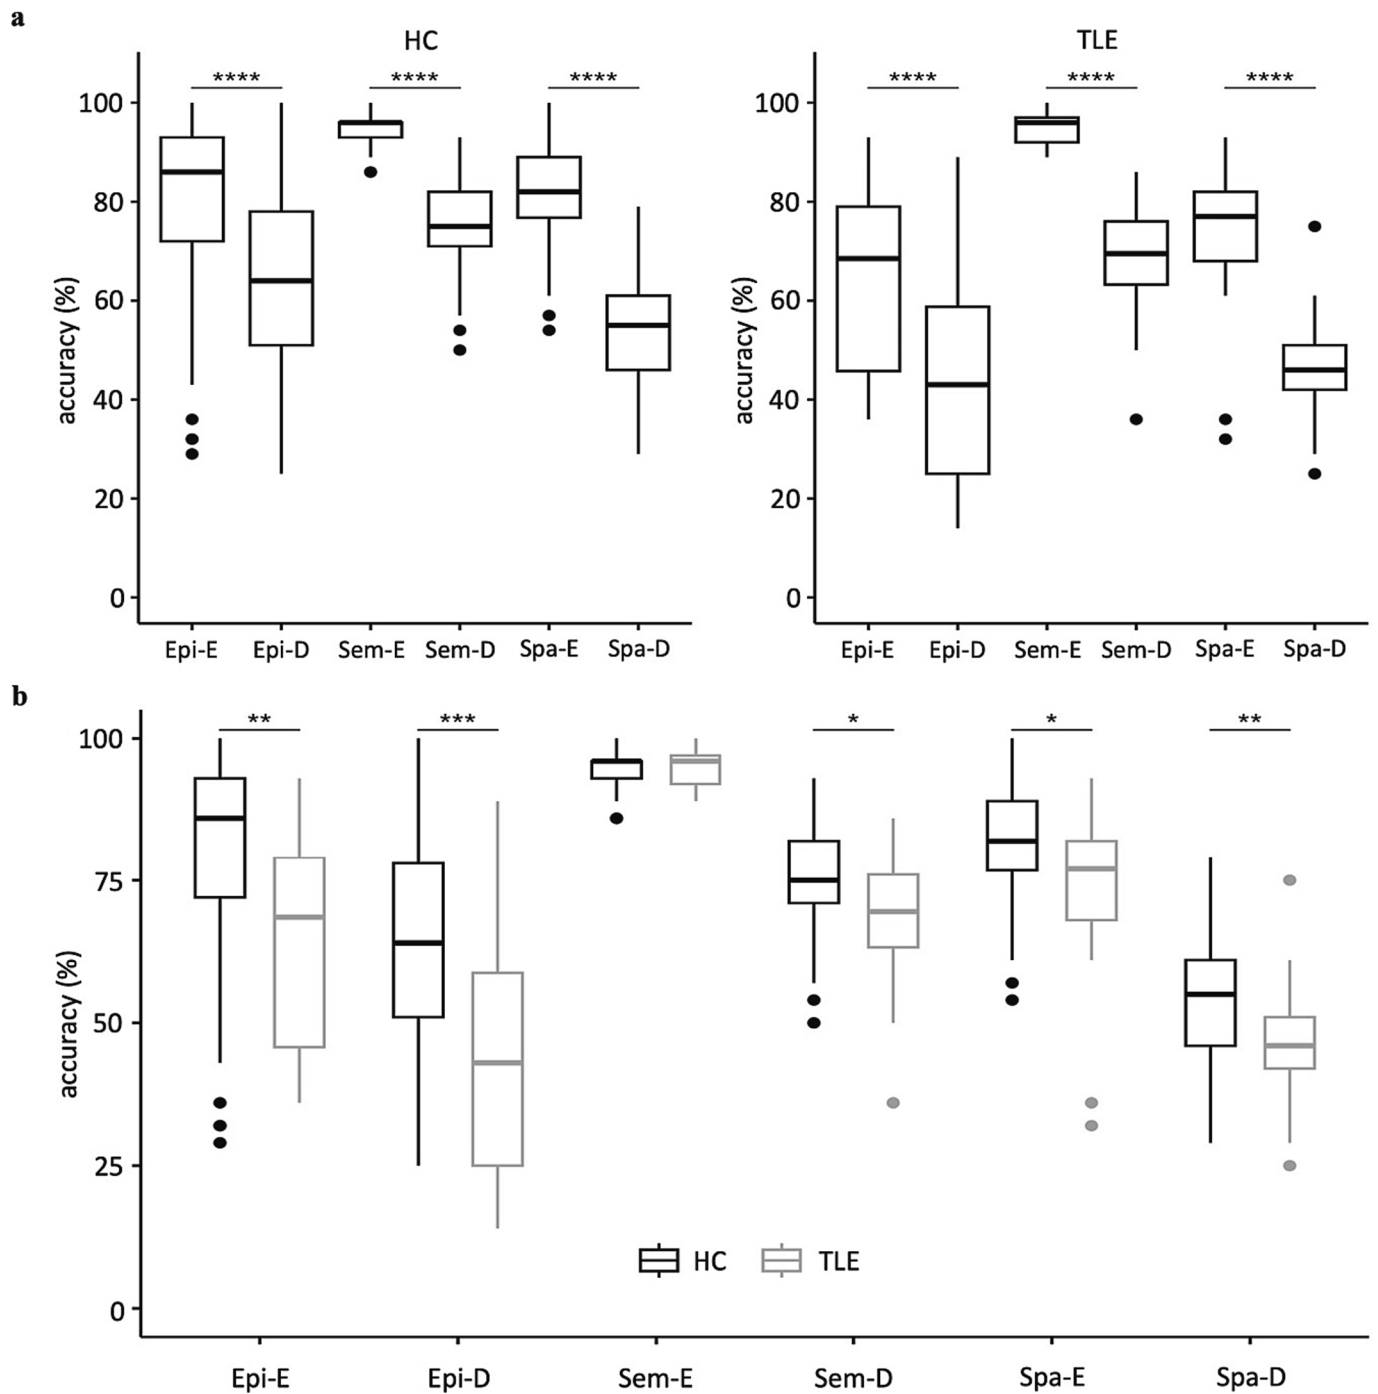 a
HC
TLE
**** **** ****
**** **** ****
100
80
60
40
20
0
accuracy (%)
Epi-E Epi-D Sem-E Sem-D Spa-E Spa-D
100
80
60
40
20
0
accuracy (%)
Epi-E Epi-D Sem-E Sem-D Spa-E Spa-D
b
** *** * * **
100
75
50
25
0
accuracy (%)
HC TLE
Epi-E Epi-D Sem-E Sem-D Spa-E Spa-D